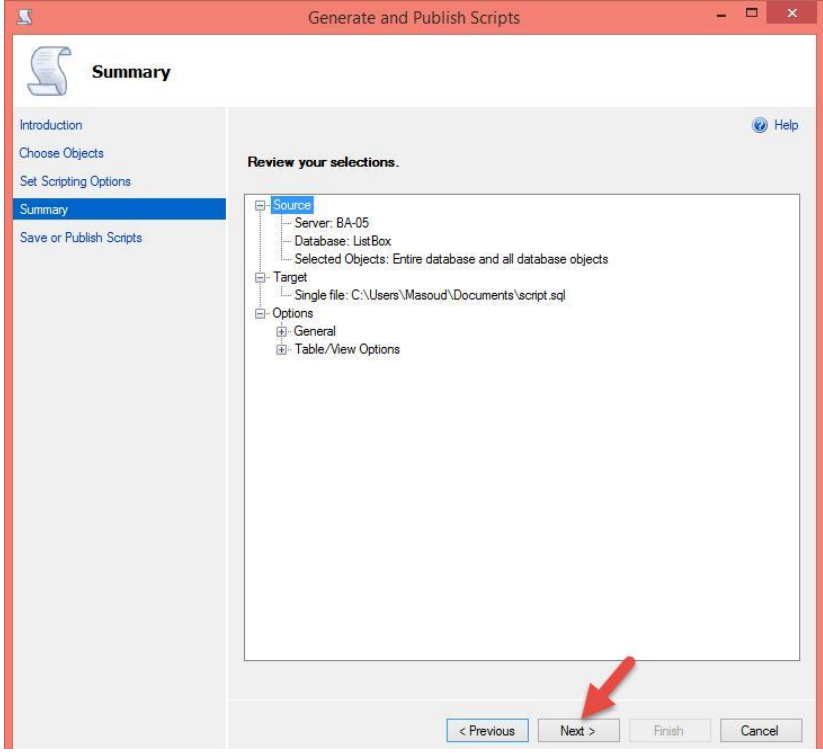 Generate and Publish Scripts
Summary
Introduction
Choose Objects
Set Scripting Options
Summary
Save or Publish Scripts
Help
Review your selections.
Source
Server: BA-05
Database: ListBox
Selected Objects: Entire database and all database objects
Target
Single file: C:\Users\Masoud\Documents\script.sql
Options
General
Table/View Options
< Previous
Next >
Finish
Cancel